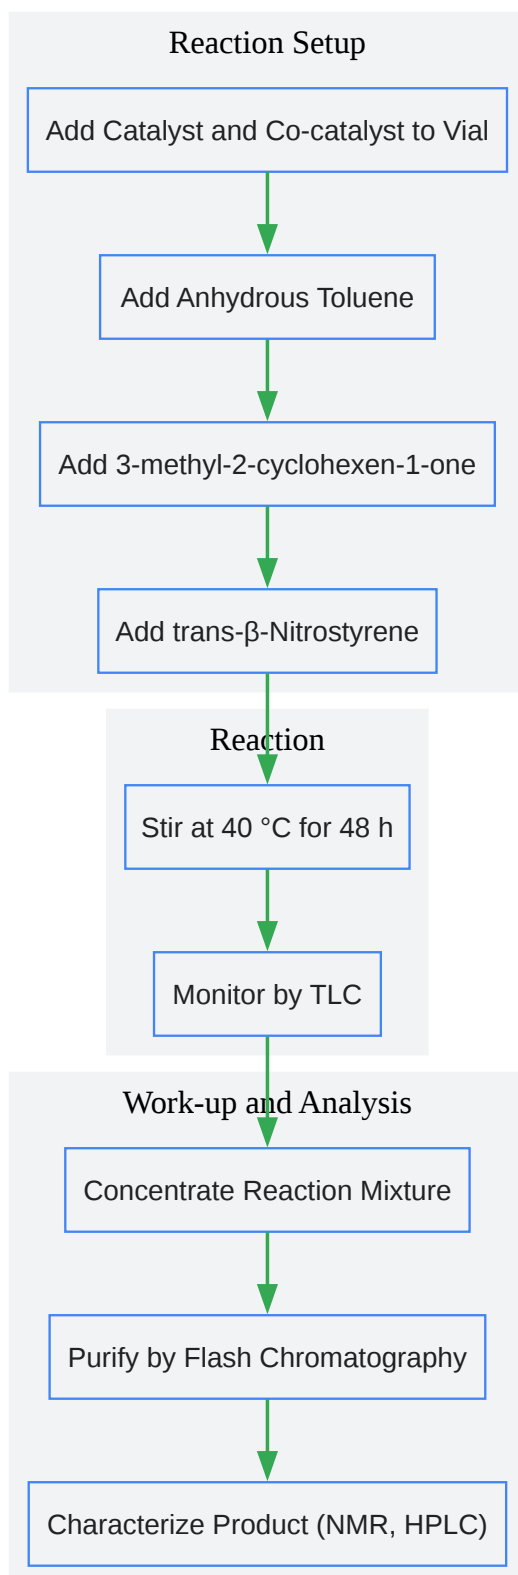 Reaction Setup
Add Catalyst and Co-catalyst to Vial
Add Anhydrous Toluene
Add 3-methyl-2-cyclohexen-1-one
Add trans-β-Nitrostyrene
Reaction
Stir at 40 °C for 48 h
Monitor by TLC
Work-up and Analysis
Concentrate Reaction Mixture
Purify by Flash Chromatography
Characterize Product (NMR, HPLC)